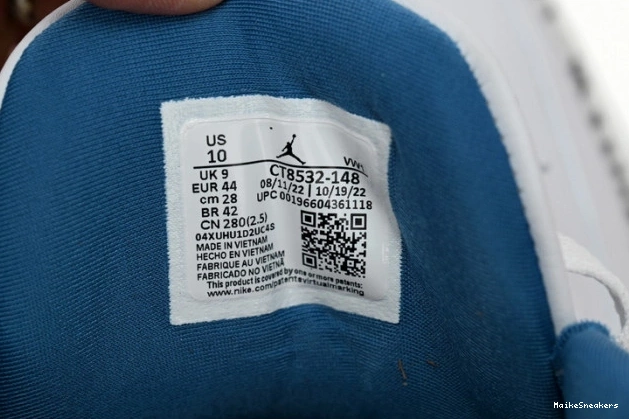 US
10
VW1
UK 9
CT8532-148
EUR 44
08/11/22 | 10/19/22
cm 28
UPC 00196604361118
BR 42
CN 280(2.5)
04XUHU1D2UC4S
MADE IN VIETNAM
HECHO EN VIETNAM
FABRIQUE AU VIETNAM
FABRICADO NO VIETNÃ
This product is covered by one or more patents:
www.nike.com/patentsvirtualmarking
MaikeSneakers